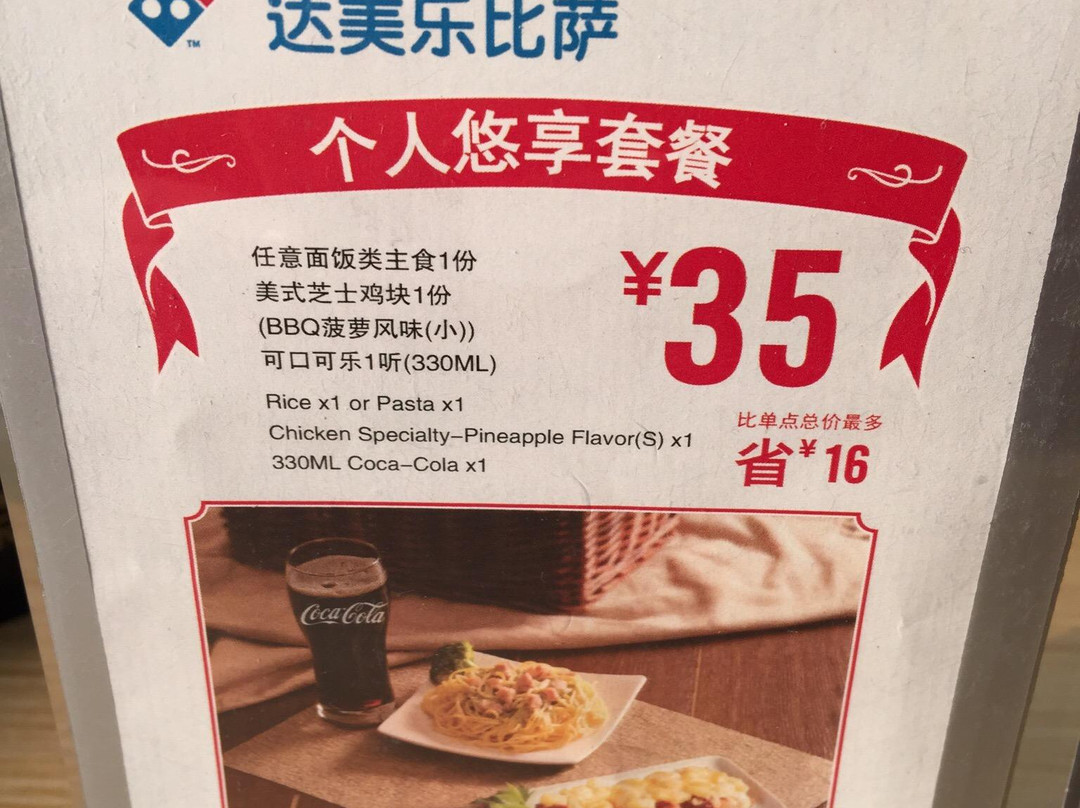 达美乐比萨
TM
个人悠享套餐
任意面饭类主食1份
美式芝士鸡块1份
(BBQ菠萝风味(小))
可口可乐1听(330ML)
¥35
Rice x1 or Pasta x1
Chicken Specialty–Pineapple Flavor(S) x1
330ML Coca–Cola x1
比单点总价最多
省¥16
Coca-Cola